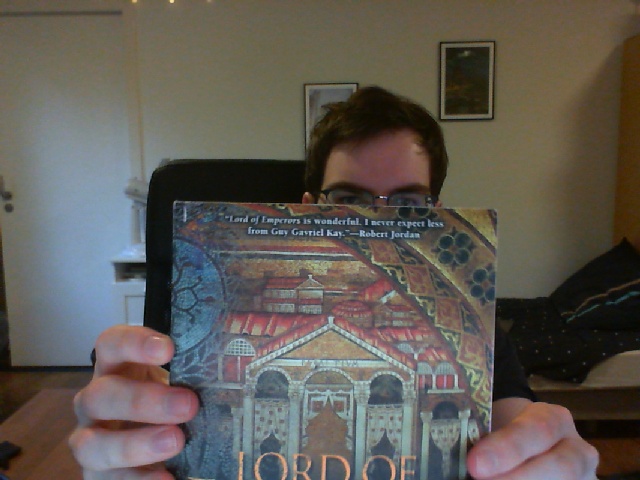 "Lord of Emperors is wonderful. I never expect less
from Guy Gavriel Kay."—Robert Jordan
LORD OF